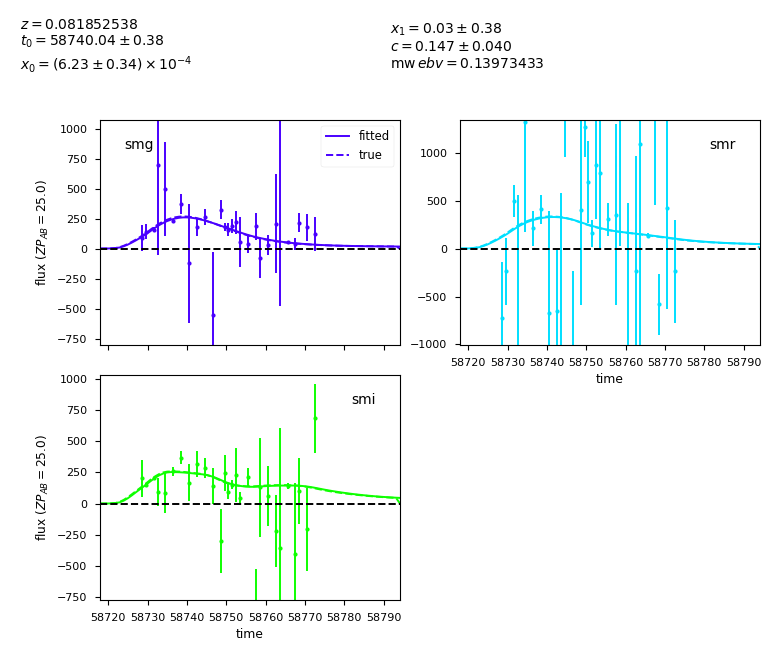 z = 0.081852538
t₀ = 58740.04 ± 0.38
x₀ = (6.23 ± 0.34) × 10⁻⁴
x₁ = 0.03 ± 0.38
c = 0.147 ± 0.040
mw ebv = 0.13973433
smg
fitted
true
1000
750
500
250
0
−250
−500
−750
flux (ZP_AB = 25.0)
smr
1000
500
0
−500
−1000
58720 58730 58740 58750 58760 58770 58780 58790
time
smi
1000
750
500
250
0
−250
−500
−750
flux (ZP_AB = 25.0)
58720 58730 58740 58750 58760 58770 58780 58790
time